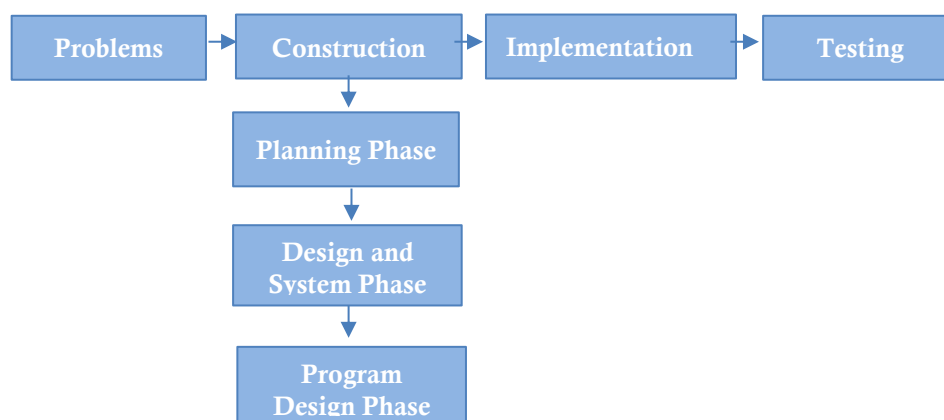 Problems
Construction
Implementation
Testing
Planning Phase
Design and
System Phase
Program
Design Phase